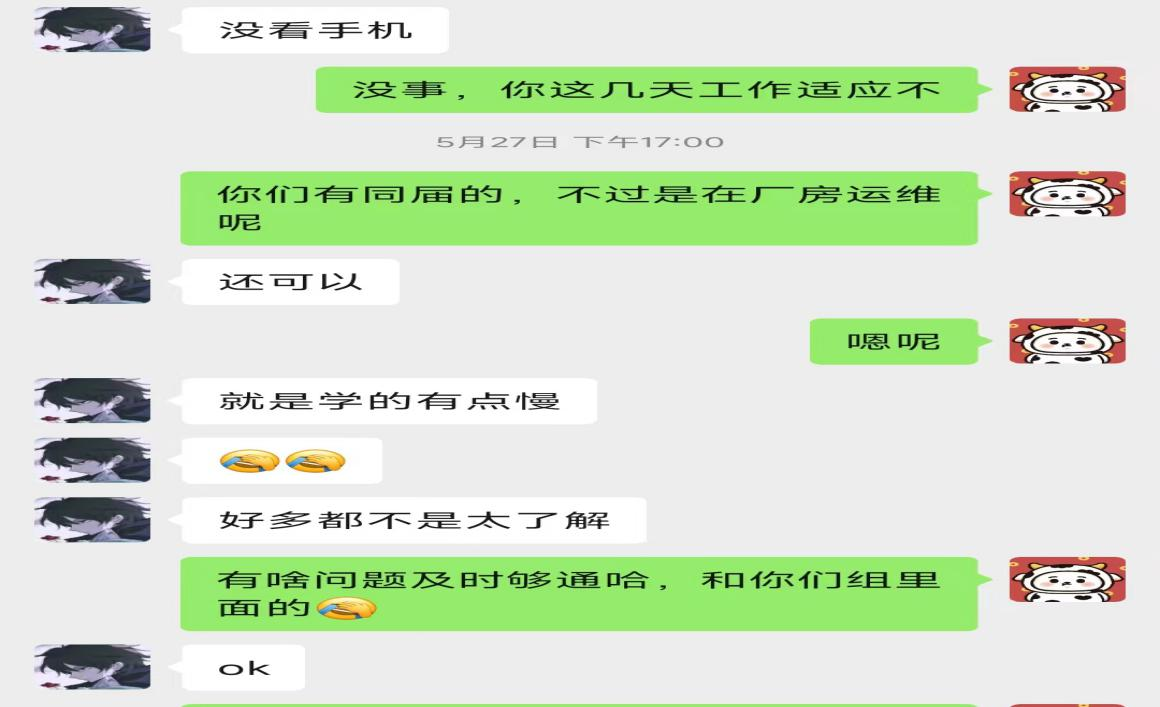 没看手机
没事，你这几天工作适应不
5月27日 下午17:00
你们有同届的，不过是在厂房运维
呢
还可以
嗯呢
就是学的有点慢
🤦🤦
好多都不是太了解
有啥问题及时够通哈，和你们组里
面的🤦
ok